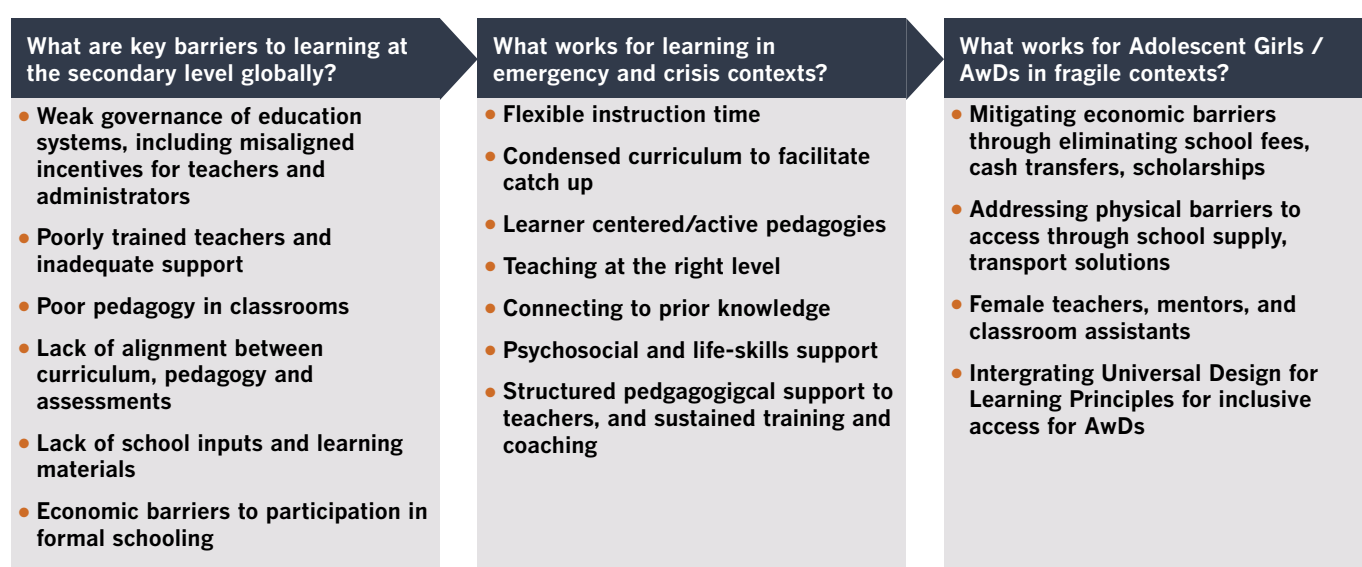 What are key barriers to learning at
the secondary level globally?
• Weak governance of education
systems, including misaligned
incentives for teachers and
administrators
• Poorly trained teachers and
inadequate support
• Poor pedagogy in classrooms
• Lack of alignment between
curriculum, pedagogy and
assessments
• Lack of school inputs and learning
materials
• Economic barriers to participation in
formal schooling
What works for learning in
emergency and crisis contexts?
• Flexible instruction time
• Condensed curriculum to facilitate
catch up
• Learner centered/active pedagogies
• Teaching at the right level
• Connecting to prior knowledge
• Psychosocial and life-skills support
• Structured pedgagogigcal support to
teachers, and sustained training and
coaching
What works for Adolescent Girls /
AwDs in fragile contexts?
• Mitigating economic barriers
through eliminating school fees,
cash transfers, scholarships
• Addressing physical barriers to
access through school supply,
transport solutions
• Female teachers, mentors, and
classroom assistants
• Intergrating Universal Design for
Learning Principles for inclusive
access for AwDs